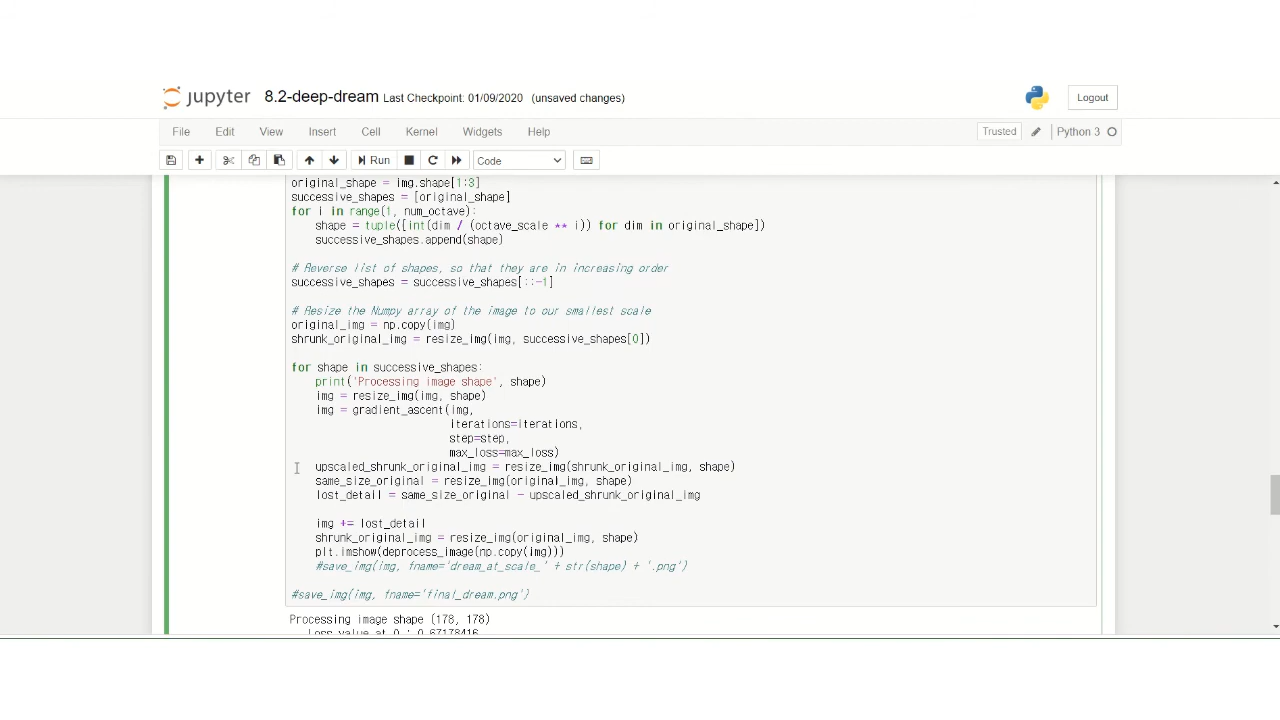 jupyter 8.2-deep-dream Last Checkpoint: 01/09/2020 (unsaved changes)
Logout
File Edit View Insert Cell Kernel Widgets Help
Trusted Python 3
Run Code
original_shape = img.shape[1:3]
successive_shapes = [original_shape]
for i in range(1, num_octave):
    shape = tuple([int(dim / (octave_scale ** i)) for dim in original_shape])
    successive_shapes.append(shape)
# Reverse list of shapes, so that they are in increasing order
successive_shapes = successive_shapes[::-1]
# Resize the Numpy array of the image to our smallest scale
original_img = np.copy(img)
shrunk_original_img = resize_img(img, successive_shapes[0])
for shape in successive_shapes:
    print('Processing image shape', shape)
    img = resize_img(img, shape)
    img = gradient_ascent(img,
                          iterations=iterations,
                          step=step,
                          max_loss=max_loss)
    upscaled_shrunk_original_img = resize_img(shrunk_original_img, shape)
    same_size_original = resize_img(original_img, shape)
    lost_detail = same_size_original - upscaled_shrunk_original_img
    img += lost_detail
    shrunk_original_img = resize_img(original_img, shape)
    plt.imshow(deprocess_image(np.copy(img)))
    #save_img(img, fname='dream_at_scale_' + str(shape) + '.png')
#save_img(img, fname='final_dream.png')
Processing image shape (178, 178)
Loss value at 0 : 0.67178416